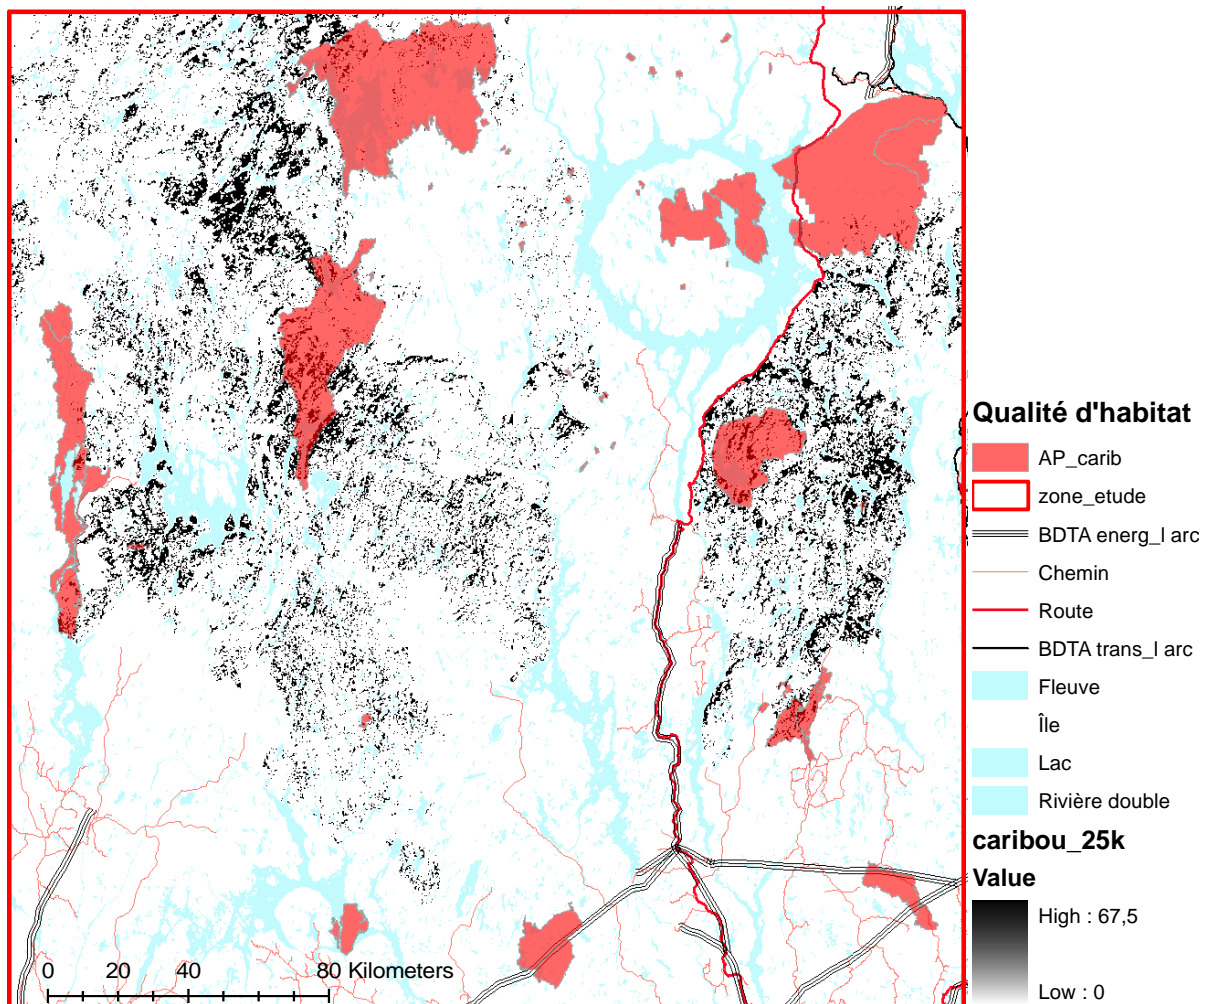 Qualité d'habitat
AP_carib
zone_etude
BDTA energ_l arc
Chemin
Route
BDTA trans_l arc
Fleuve
Île
Lac
Rivière double
caribou_25k
Value
High : 67,5
Low : 0
0 20 40 80 Kilometers